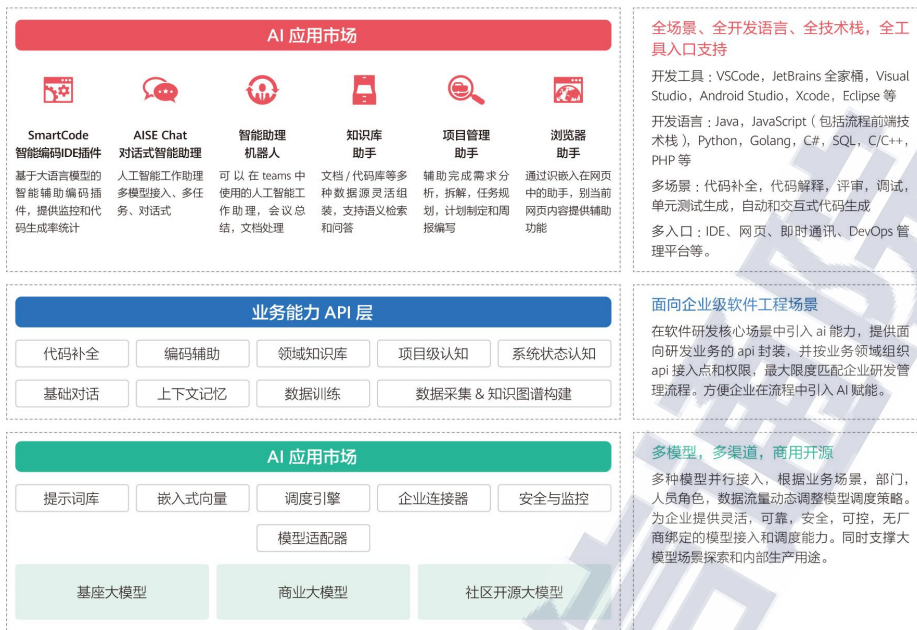 AI 应用市场
SmartCode
智能编码IDE插件
基于大语言模型的
智能辅助编码插
件，提供监控和代
码生成率统计
AISE Chat
对话式智能助理
人工智能工作助理
多模型接入、多任
务、对话式
智能助理
机器人
可以在 teams 中
使用的人工智能工
作助理，会议总
结，文档处理
知识库
助手
文档 / 代码库等多
种数据源灵活组
装，支持语义检索
和问答
项目管理
助手
辅助完成需求分
析，拆解，任务规
划，计划制定和周
报编写
浏览器
助手
通过识嵌入在网页
中的助手，别当前
网页内容提供辅助
功能
全场景、全开发语言、全技术栈，全工
具入口支持
开发工具：VSCode，JetBrains 全家桶，Visual
Studio，Android Studio，Xcode，Eclipse 等
开发语言：Java，JavaScript（包括流程前端技
术栈），Python，Golang，C#，SQL，C/C++，
PHP 等
多场景：代码补全，代码解释，评审，调试，
单元测试生成，自动和交互式代码生成
多入口：IDE、网页、即时通讯、DevOps 管
理平台等。
业务能力 API 层
代码补全
编码辅助
领域知识库
项目级认知
系统状态认知
基础对话
上下文记忆
数据训练
数据采集 & 知识图谱构建
面向企业级软件工程场景
在软件研发核心场景中引入 ai 能力，提供面
向研发业务的 api 封装，并按业务领域组织
api 接入点和权限，最大限度匹配企业研发管
理流程。方便企业在流程中引入 AI 赋能。
AI 应用市场
提示词库
嵌入式向量
调度引擎
企业连接器
安全与监控
模型适配器
基座大模型
商业大模型
社区开源大模型
多模型，多渠道，商用开源
多种模型并行接入，根据业务场景，部门，
人员角色，数据流量动态调整模型调度策略。
为企业提供灵活，可靠，安全，可控，无厂
商绑定的模型接入和调度能力。同时支撑大
模型场景探索和内部生产用途。